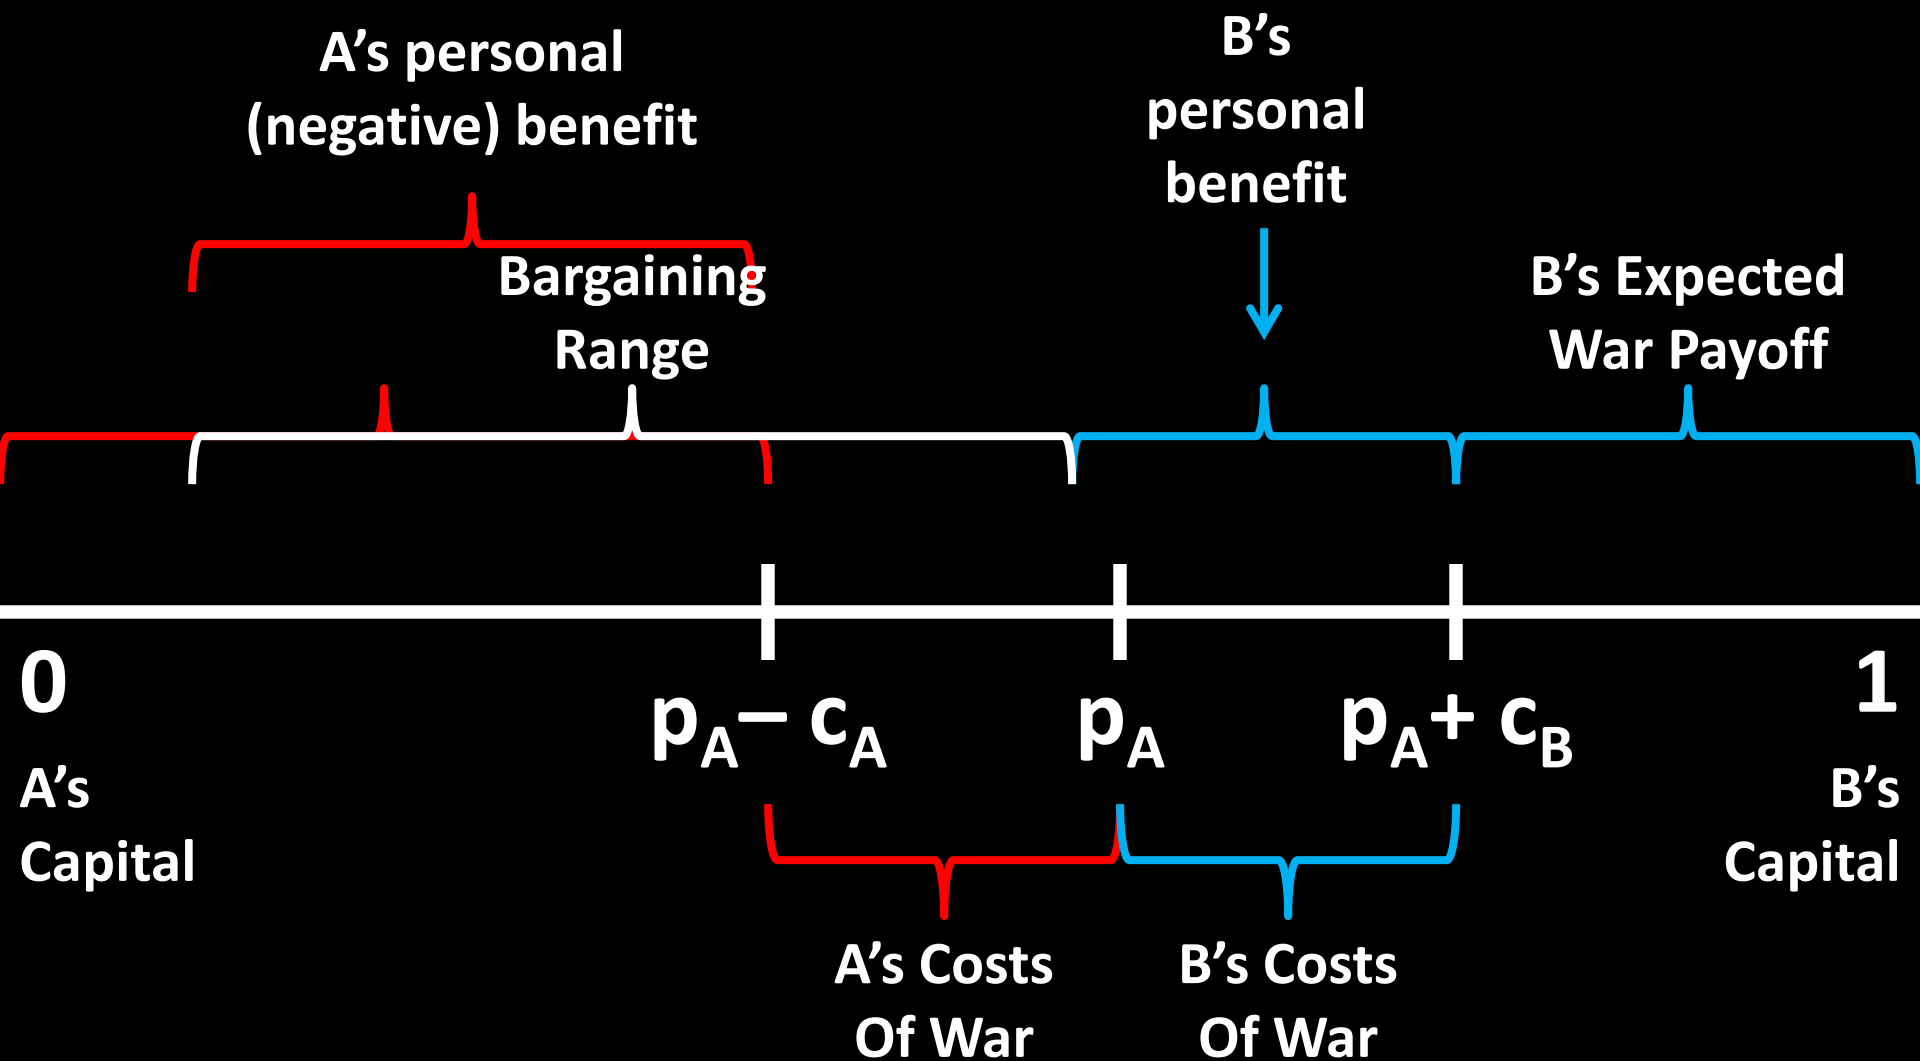 A’s personal
(negative) benefit
B’s
personal
benefit
Bargaining
Range
B’s Expected
War Payoff
0
1
pA– cA
pA
pA+ cB
A’s
Capital
B’s
Capital
A’s Costs
Of War
B’s Costs
Of War